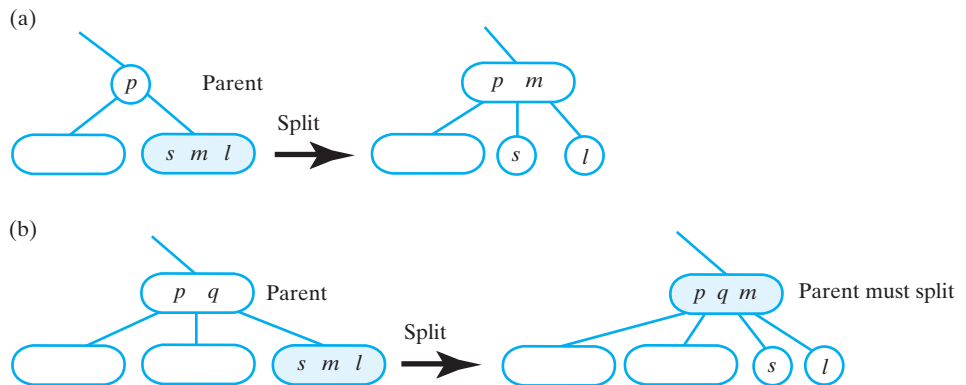 (a)
p Parent p m
Split
s m l s l
(b)
p q Parent p q m Parent must split
Split
s m l s l